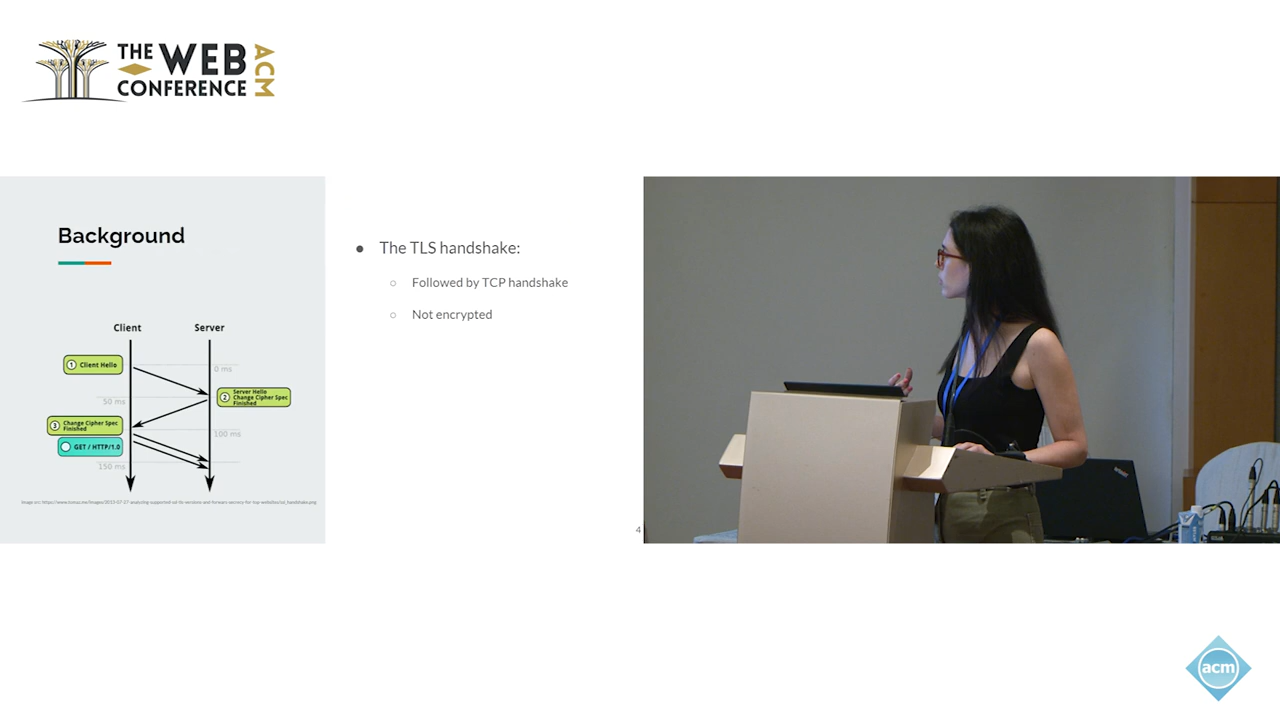 THE WEB
CONFERENCE
ACM
Background
Client
Server
1 Client Hello
0 ms
2 Server Hello
Change Cipher Spec
Finished
50 ms
3 Change Cipher Spec
Finished
100 ms
GET / HTTP/1.0
150 ms
● The TLS handshake:
○ Followed by TCP handshake
○ Not encrypted
4
acm